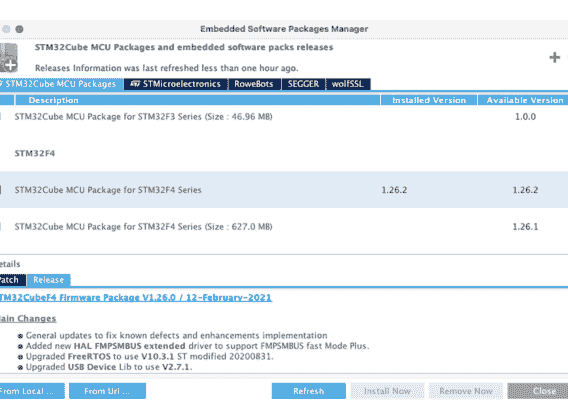 Embedded Software Packages Manager
STM32Cube MCU Packages and embedded software packs releases
Releases Information was last refreshed less than one hour ago.
STM32Cube MCU Packages STMicroelectronics RoweBots SEGGER wolfSSL
Description Installed Version Available Version
STM32Cube MCU Package for STM32F3 Series (Size : 46.96 MB) 1.0.0
STM32F4
STM32Cube MCU Package for STM32F4 Series 1.26.2 1.26.2
STM32Cube MCU Package for STM32F4 Series (Size : 627.0 MB) 1.26.1
etails
Patch Release
TM32CubeF4 Firmware Package V1.26.0 / 12-February-2021
ain Changes
General updates to fix known defects and enhancements implementation
Added new HAL FMPSMBUS extended driver to support FMPSMBUS fast Mode Plus.
Upgraded FreeRTOS to use V10.3.1 ST modified 20200831.
Upgraded USB Device Lib to use V2.7.1.
From Local ... From Url ... Refresh Install Now Remove Now Close